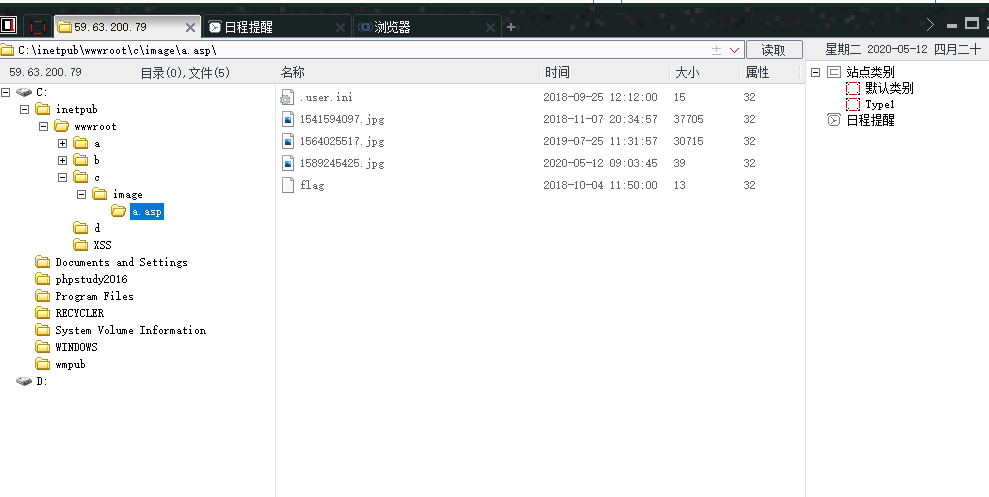 59.63.200.79 日程提醒 浏览器
C:\inetpub\wwwroot\c\image\a.asp\ 读取 星期二 2020-05-12 四月二十
59.63.200.79 目录(0),文件(5) 名称 时间 大小 属性
C:
inetpub
wwwroot
a
b
c
image
a.asp
d
XSS
Documents and Settings
phpstudy2016
Program Files
RECYCLER
System Volume Information
WINDOWS
wmpub
D:
.user.ini 2018-09-25 12:12:00 15 32
1541594097.jpg 2018-11-07 20:34:57 37705 32
1564025517.jpg 2019-07-25 11:31:57 30715 32
1589245425.jpg 2020-05-12 09:03:45 39 32
flag 2018-10-04 11:50:00 13 32
站点类别
默认类别
Type1
日程提醒